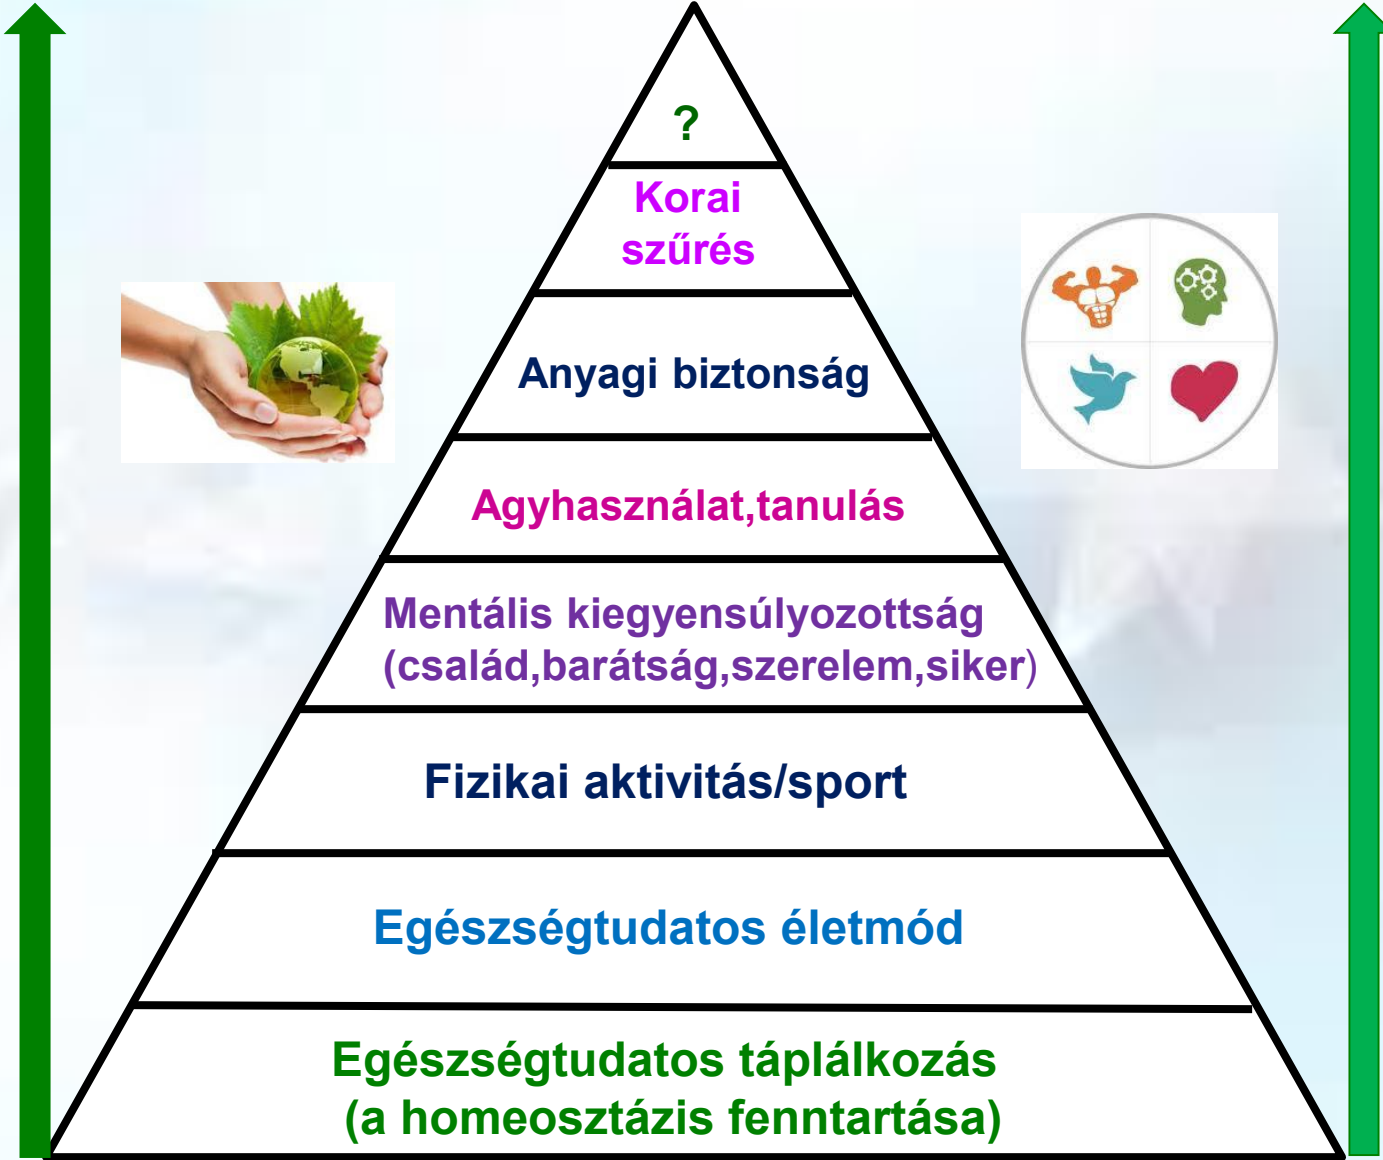 ?
Korai
szűrés
Anyagi biztonság
Agyhasználat,tanulás
Mentális kiegyensúlyozottság
(család,barátság,szerelem,siker)
Fizikai aktivitás/sport
Egészségtudatos életmód
Egészségtudatos táplálkozás
(a homeosztázis fenntartása)